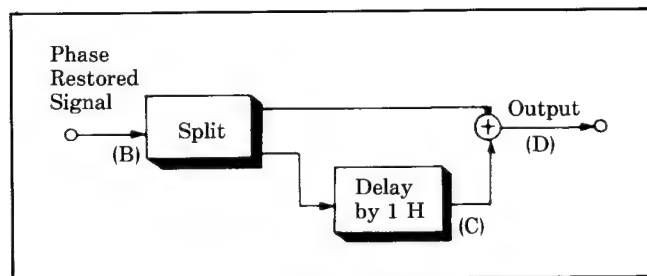 Phase
Restored
Signal
(B)
Split
Delay
by 1 H
(C)
+
Output
(D)